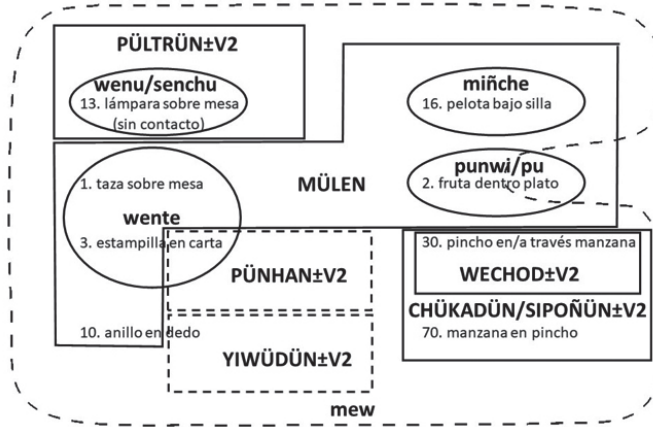 PÜLTRÜN±V2
wenu/senchu
13. lámpara sobre mesa
(sin contacto)
miñche
16. pelota bajo silla
punwi/pu
2. fruta dentro plato
1. taza sobre mesa
MÜLEN
wente
3. estampilla en carta
30. pincho en/a través manzana
PÜNHAN±V2
WECHOD±V2
CHÜKADÜN/SIPOÑÜN±V2
10. anillo en dedo
70. manzana en pincho
YIWÜDÜN±V2
mew